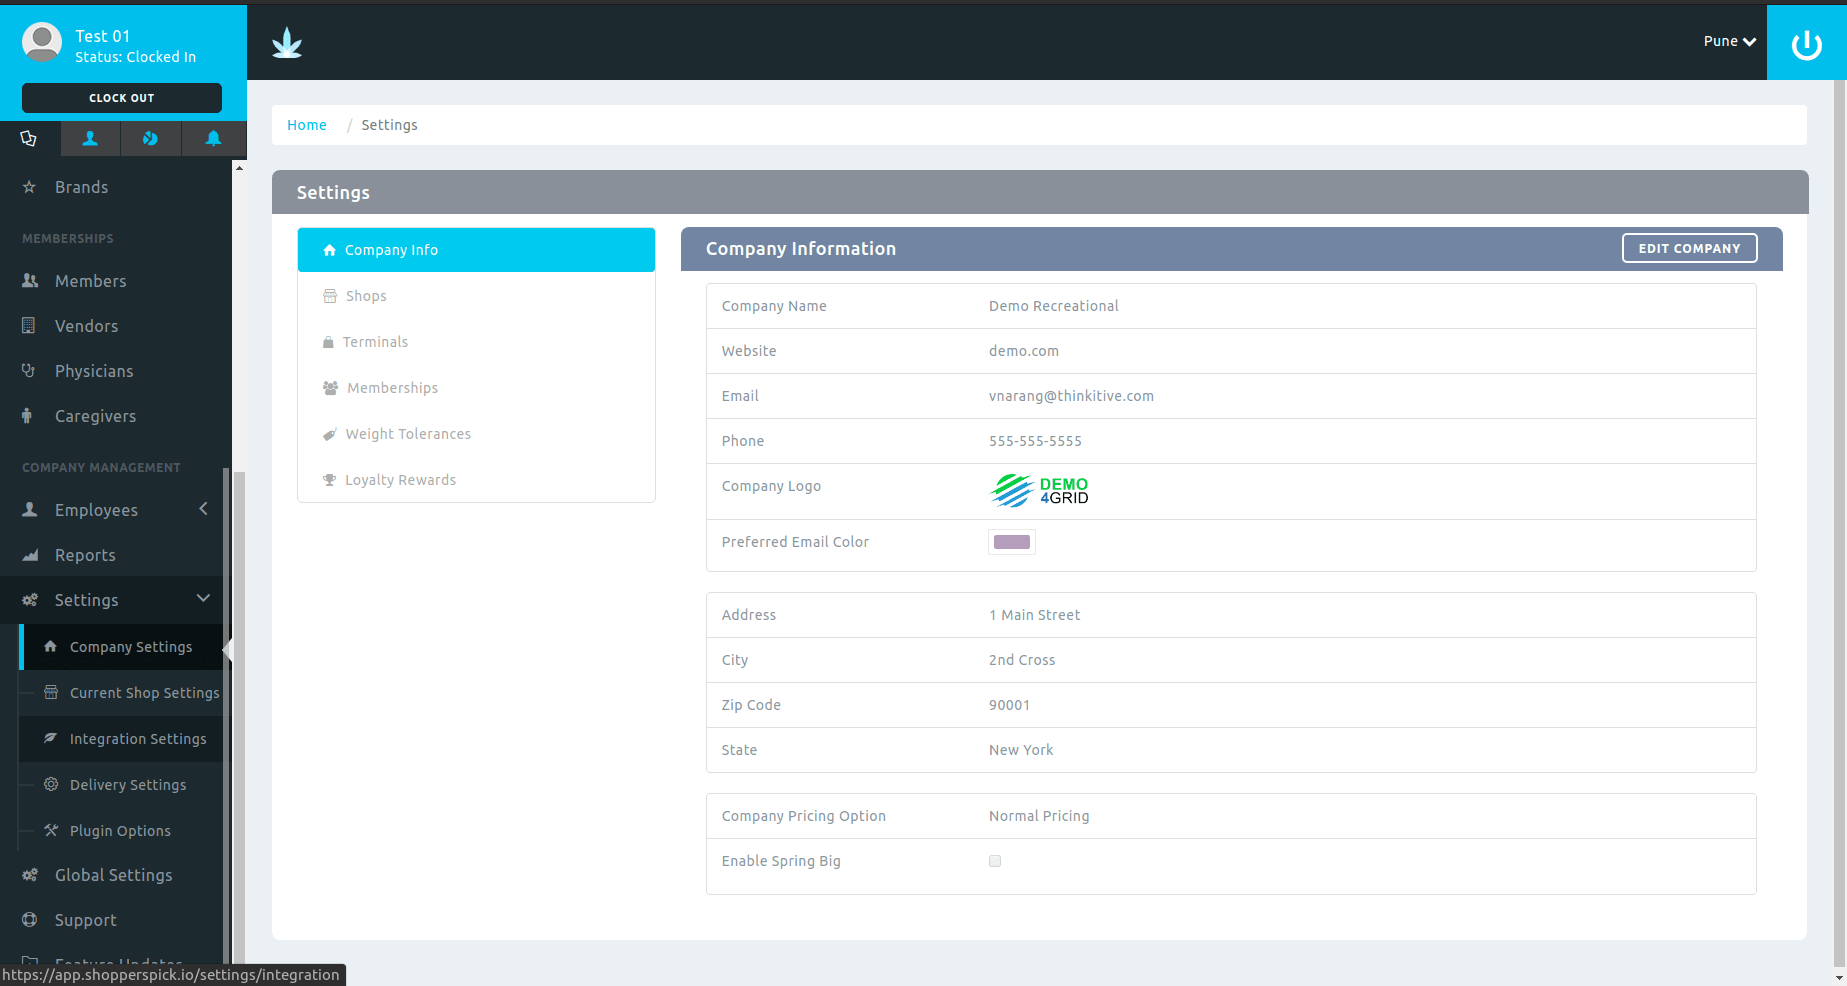 Test 01
Status: Clocked In
CLOCK OUT
Pune
Home / Settings
Brands
MEMBERSHIPS
Members
Vendors
Physicians
Caregivers
COMPANY MANAGEMENT
Employees
Reports
Settings
Company Settings
Current Shop Settings
Integration Settings
Delivery Settings
Plugin Options
Global Settings
Support
Feature Updates
https://app.shopperspick.io/settings/integration
Settings
Company Info
Shops
Terminals
Memberships
Weight Tolerances
Loyalty Rewards
Company Information
EDIT COMPANY
Company Name Demo Recreational
Website demo.com
Email vnarang@thinkitive.com
Phone 555-555-5555
Company Logo
DEMO
4GRID
Preferred Email Color
Address 1 Main Street
City 2nd Cross
Zip Code 90001
State New York
Company Pricing Option Normal Pricing
Enable Spring Big